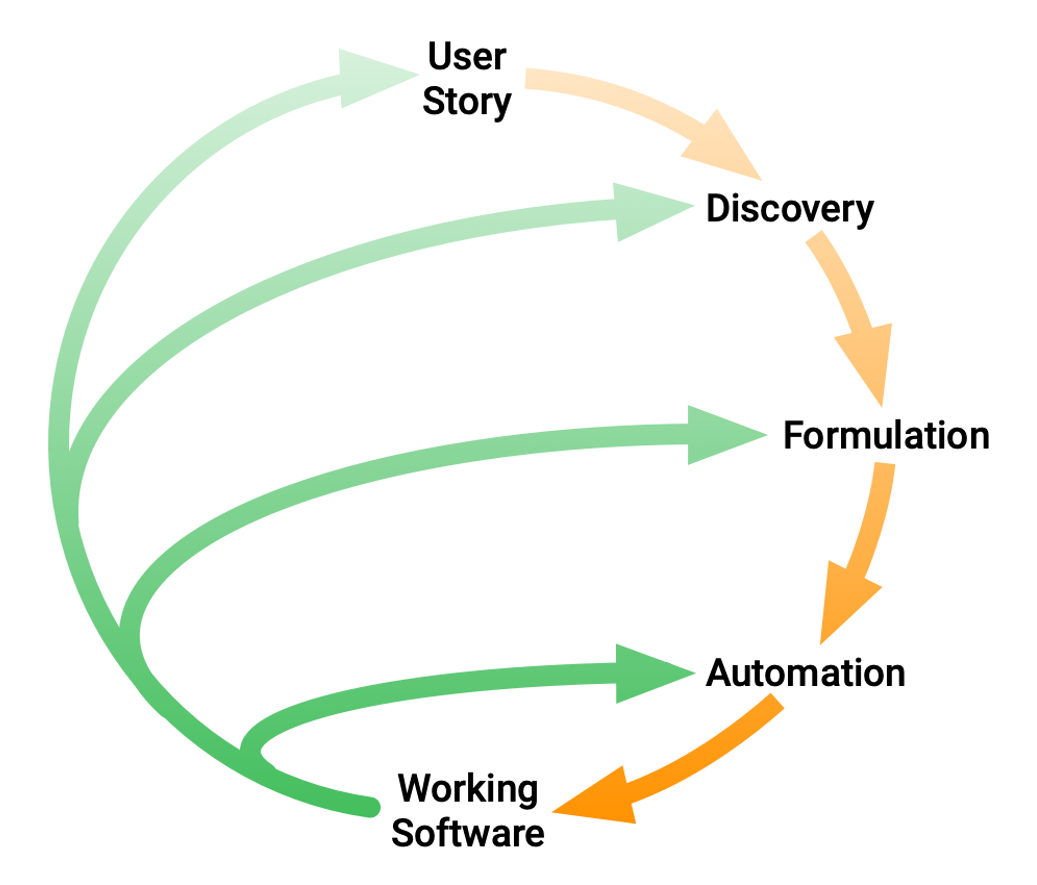 User
Story
Discovery
Formulation
Automation
Working
Software